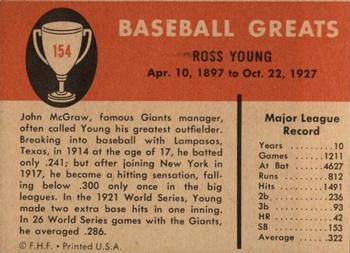 154
BASEBALL GREATS
ROSS YOUNG
Apr. 10, 1897 to Oct. 22, 1927
John McGraw, famous Giants manager,
often called Young his greatest outfielder.
Breaking into baseball with Lampasas,
Texas, in 1914 at the age of 17, he batted
only .241; but after joining New York in
1917, he became a hitting sensation, fall-
ing below .300 only once in the big
leagues. In the 1921 World Series, Young
made two extra base hits in one inning.
In 26 World Series games with the Giants,
he averaged .286.
© F.H.F. • Printed U.S.A.
Major League
Record
Years ............10
Games ........1211
At Bat ........4627
Runs ............812
Hits ............1491
2b ................236
3b ..................93
HR ................42
SB ................153
Average ......322